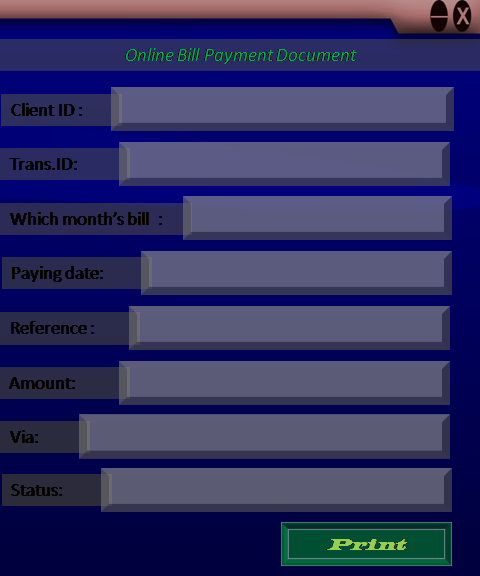 Online Bill Payment Document
Client ID :
Trans.ID:
Which month's bill :
Paying date:
Reference :
Amount:
Via:
Status:
Print